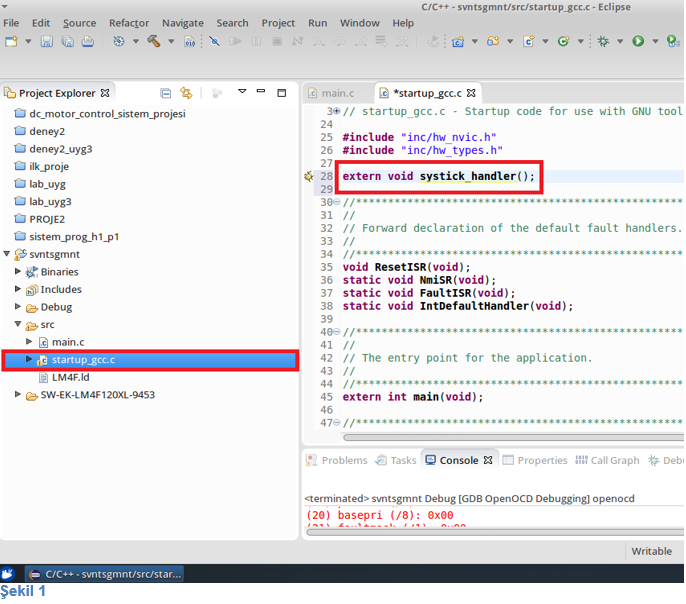 C/C++ - svntsgmnt/src/startup_gcc.c - Eclipse
File Edit Source Refactor Navigate Search Project Run Window Help
Project Explorer
dc_motor_control_sistem_projesi
deney2
deney2_uyg3
ilk_proje
lab_uyg
lab_uyg3
PROJE2
sistem_prog_h1_p1
svntsgmnt
Binaries
Includes
Debug
src
main.c
startup_gcc.c
LM4F.ld
SW-EK-LM4F120XL-9453
main.c *startup_gcc.c
3 // startup_gcc.c - Startup code for use with GNU tool
24
25 #include "inc/hw_nvic.h"
26 #include "inc/hw_types.h"
27
28 extern void systick_handler();
29
30 //**************************************************
31 //
32 // Forward declaration of the default fault handlers.
33 //
34 //**************************************************
35 void ResetISR(void);
36 static void NmiSR(void);
37 static void FaultISR(void);
38 static void IntDefaultHandler(void);
39
40 //**************************************************
41 //
42 // The entry point for the application.
43 //
44 //**************************************************
45 extern int main(void);
46
47 //**************************************************
Problems Tasks Console Properties Call Graph
<terminated> svntsgmnt Debug [GDB OpenOCD Debugging] openocd
(20) basepri (/8): 0x00
Writable
C/C++ - svntsgmnt/src/star...
Şekil 1